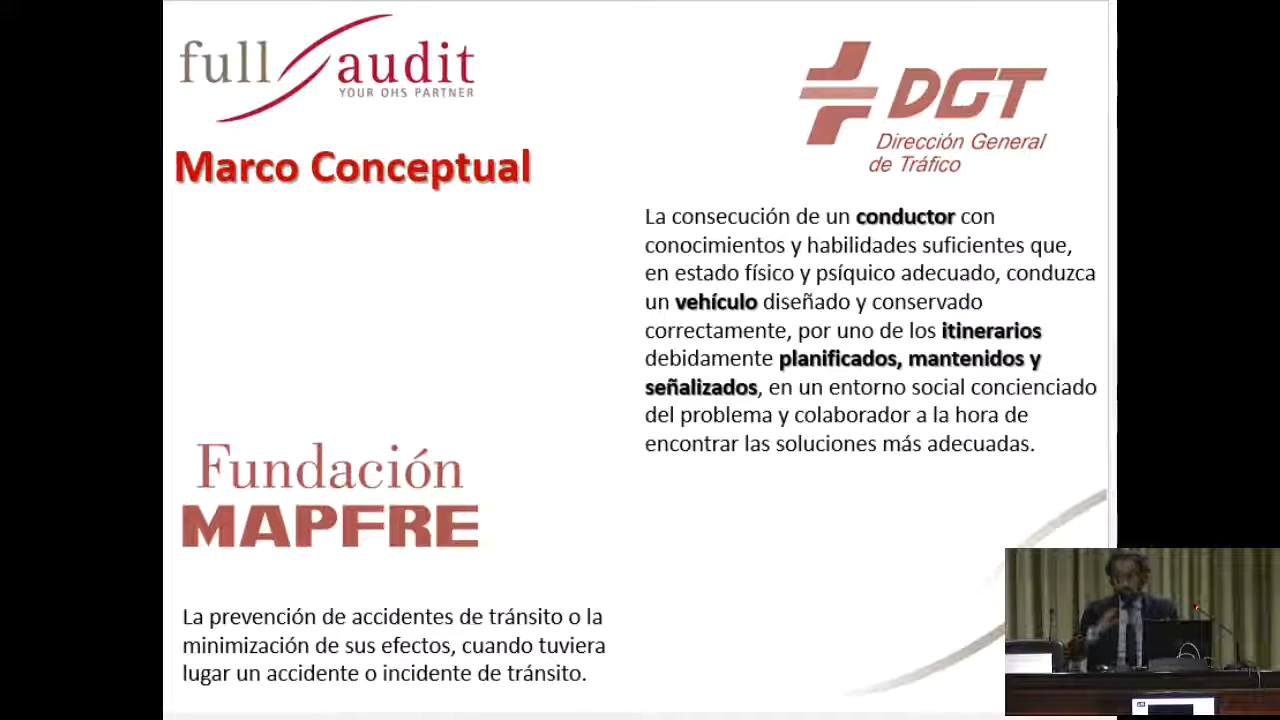 full audit
YOUR OHS PARTNER
DGT
Dirección General
de Tráfico
Marco Conceptual
La consecución de un conductor con
conocimientos y habilidades suficientes que,
en estado físico y psíquico adecuado, conduzca
un vehículo diseñado y conservado
correctamente, por uno de los itinerarios
debidamente planificados, mantenidos y
señalizados, en un entorno social concienciado
del problema y colaborador a la hora de
encontrar las soluciones más adecuadas.
Fundación
MAPFRE
La prevención de accidentes de tránsito o la
minimización de sus efectos, cuando tuviera
lugar un accidente o incidente de tránsito.